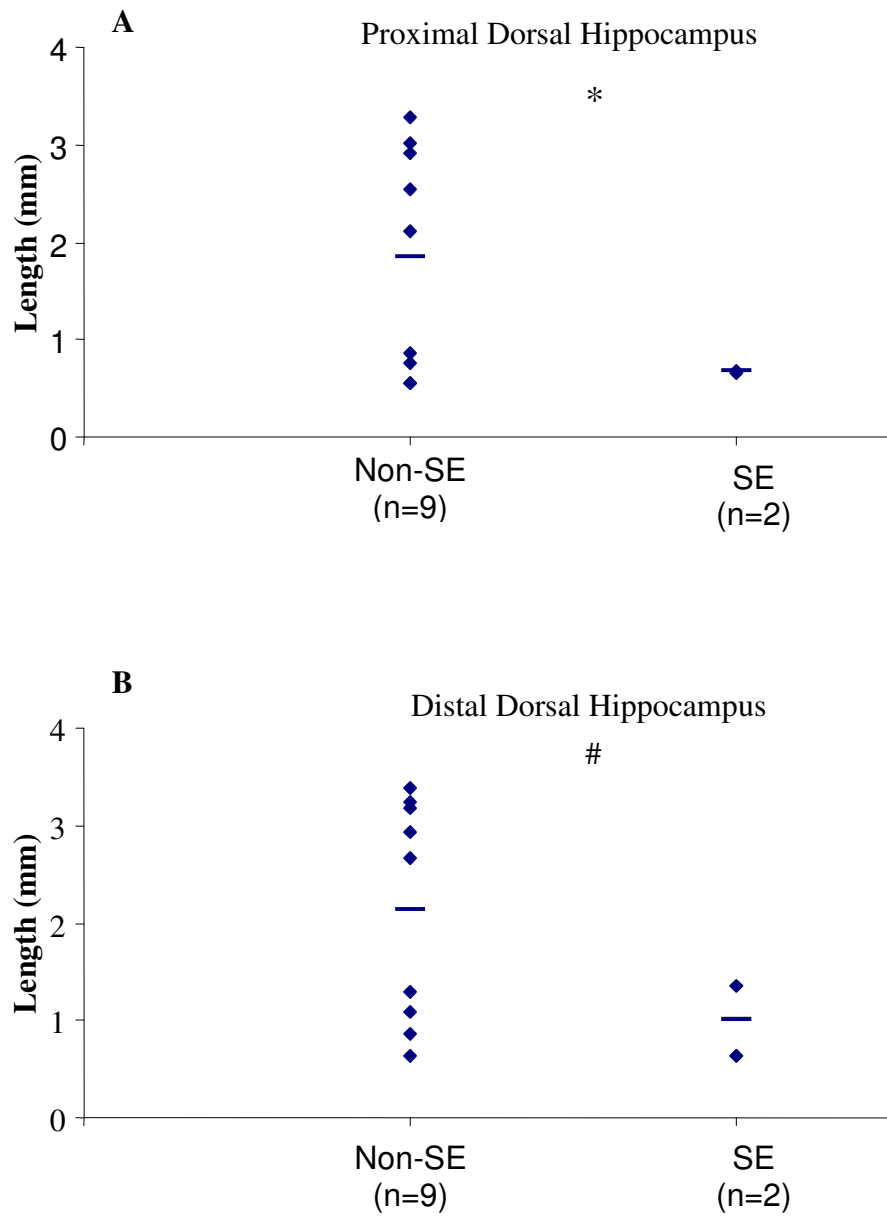 A
Proximal Dorsal Hippocampus
*
4
3
2
1
0
Length (mm)
Non-SE
(n=9)
SE
(n=2)
B
Distal Dorsal Hippocampus
#
4
3
2
1
0
Length (mm)
Non-SE
(n=9)
SE
(n=2)